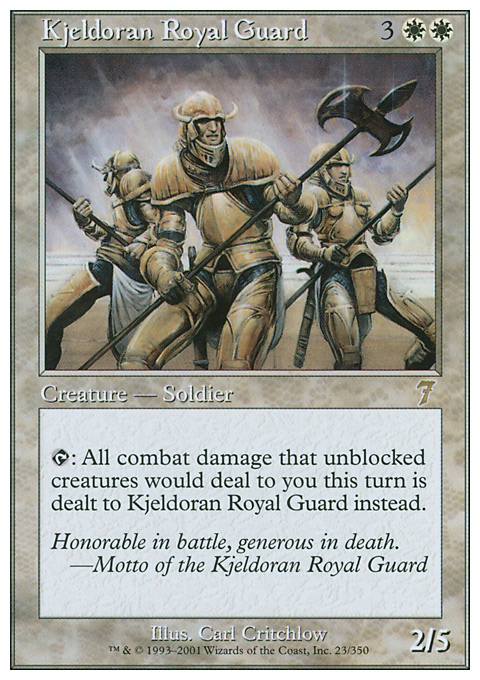 Kjeldoran Royal Guard 3
Creature — Soldier 7
: All combat damage that unblocked
creatures would deal to you this turn is
dealt to Kjeldoran Royal Guard instead.
Honorable in battle, generous in death.
—Motto of the Kjeldoran Royal Guard
Illus. Carl Critchlow
™ & © 1993–2001 Wizards of the Coast, Inc. 23/350
2/5